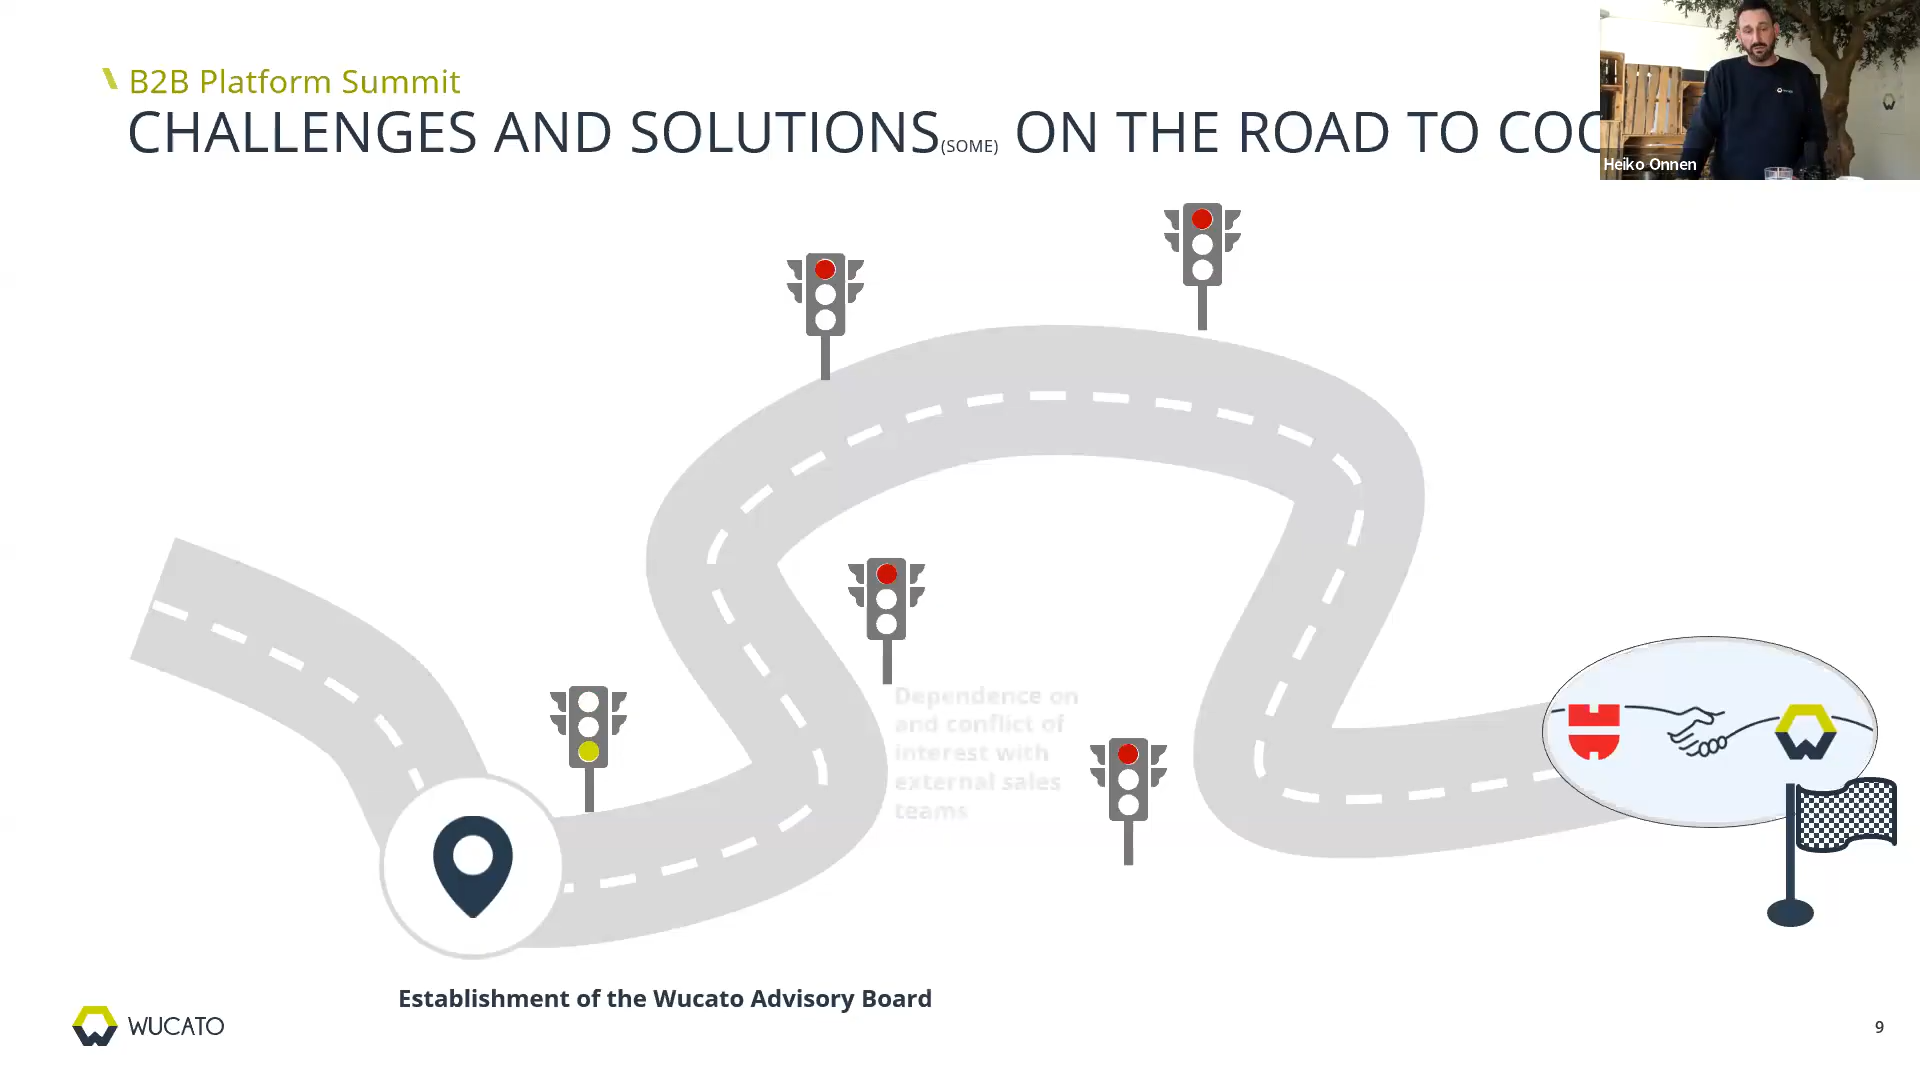 B2B Platform Summit
CHALLENGES AND SOLUTIONS(SOME) ON THE ROAD TO
Heiko Onnen
Dependence on
and conflict of
interest with
external sales
teams
Establishment of the Wucato Advisory Board
WUCATO
9